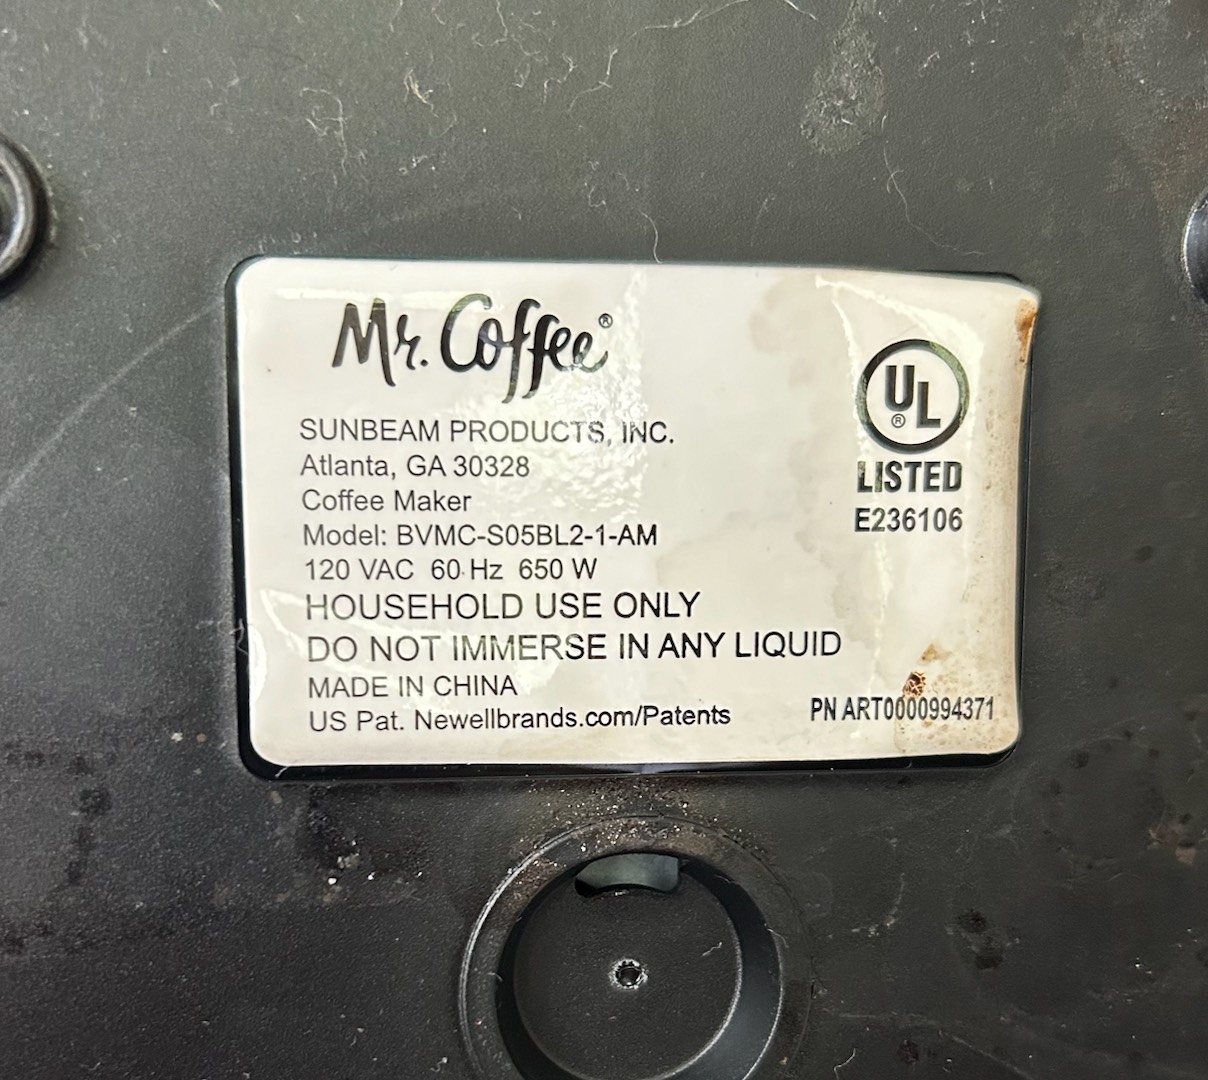 Mr. Coffee®
SUNBEAM PRODUCTS, INC.
Atlanta, GA 30328
Coffee Maker
Model: BVMC-S05BL2-1-AM
120 VAC 60 Hz 650 W
HOUSEHOLD USE ONLY
DO NOT IMMERSE IN ANY LIQUID
MADE IN CHINA
US Pat. Newellbrands.com/Patents
UL®
LISTED
E236106
PN ART0000994371